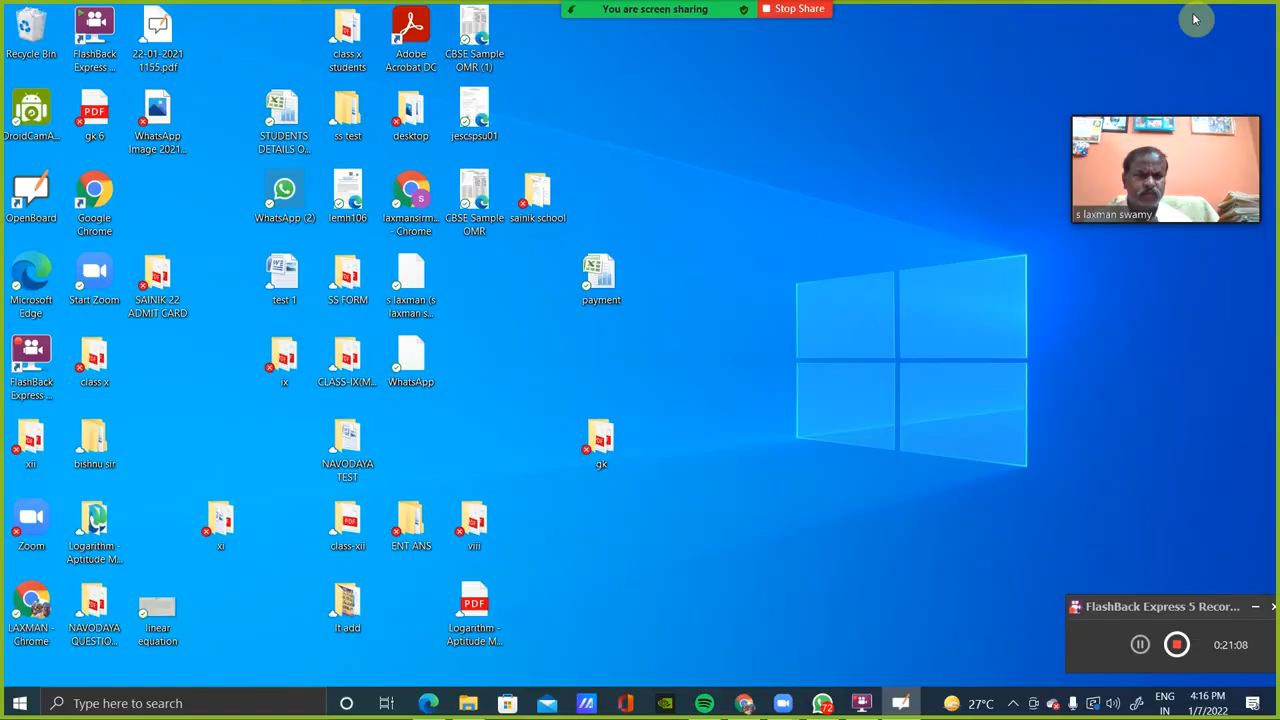 You are screen sharing
Stop Share
Recycle Bin
FlashBack
Express ...
22-01-2021
1155.pdf
class x
students
Adobe
Acrobat DC
CBSE Sample
OMR (1)
DroidCamA...
PDF
gk 6
WhatsApp
Image 2021...
STUDENTS
DETAILS O...
ss test
desktop
jescspsu01
OpenBoard
Google
Chrome
WhatsApp (2)
lemh106
laxmansirm...
- Chrome
CBSE Sample
OMR
sainik school
s laxman swamy
Microsoft
Edge
Start Zoom
SAINIK 22
ADMIT CARD
test 1
SS FORM
s laxman (s
laxman s...
payment
FlashBack
Express ...
class x
ix
CLASS-IX(M...
WhatsApp
xii
bishnu sir
NAVODAYA
TEST
gk
Zoom
Logarithm -
Aptitude M...
xi
PDF
class-xii
ENT ANS
viii
LAXMAN -
Chrome
NAVODAYA
QUESTIO...
linear
equation
it add
PDF
Logarithm -
Aptitude M...
FlashBack Express 5 Recor...
0:21:08
Type here to search
72
27°C
ENG
IN
4:16 PM
1/7/2022